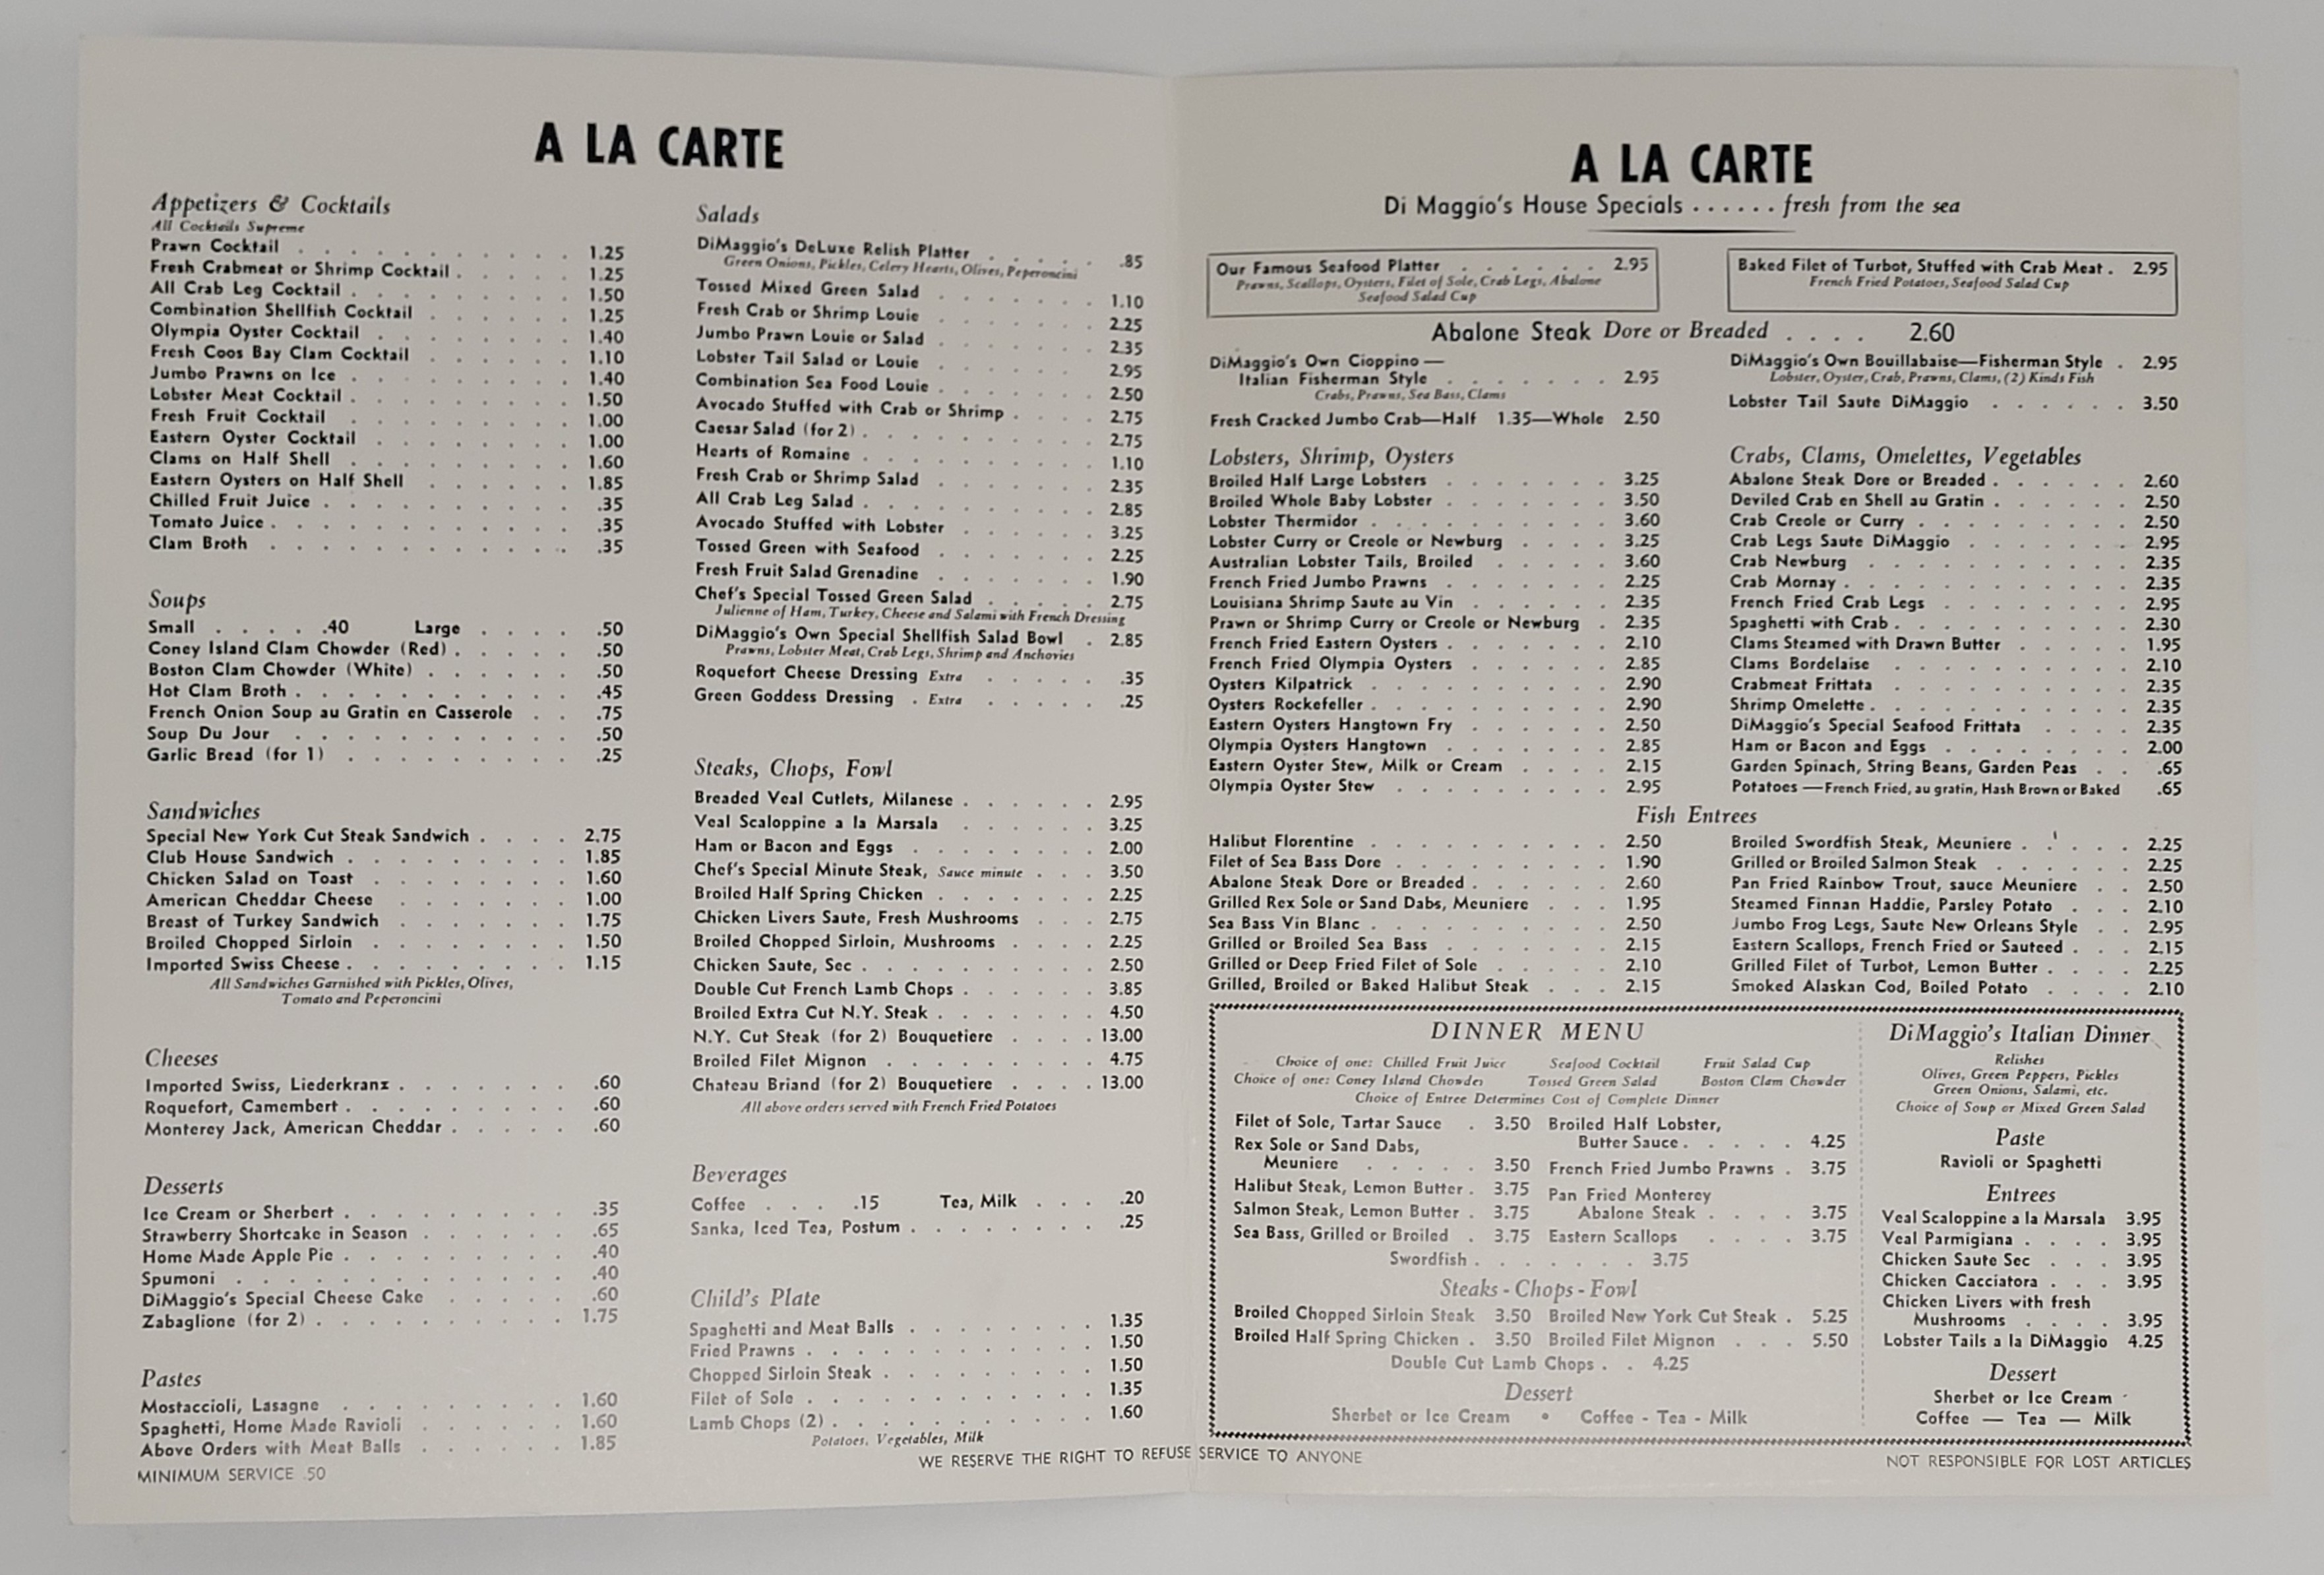 A LA CARTE
Appetizers & Cocktails
All Cocktails Supreme
Prawn Cocktail . . . . . . . . . . 1.25
Fresh Crabmeat or Shrimp Cocktail . . . . . 1.25
All Crab Leg Cocktail . . . . . . . . . 1.50
Combination Shellfish Cocktail . . . . . . 1.25
Olympia Oyster Cocktail . . . . . . . . 1.40
Fresh Coos Bay Clam Cocktail . . . . . . 1.10
Jumbo Prawns on Ice . . . . . . . . . 1.40
Lobster Meat Cocktail . . . . . . . . . 1.50
Fresh Fruit Cocktail . . . . . . . . . 1.00
Eastern Oyster Cocktail . . . . . . . . 1.00
Clams on Half Shell . . . . . . . . . 1.60
Eastern Oysters on Half Shell . . . . . . 1.85
Chilled Fruit Juice . . . . . . . . . . .35
Tomato Juice . . . . . . . . . . . . .35
Clam Broth . . . . . . . . . . . . .35
Soups
Small . . . . .40 Large . . . . .50
Coney Island Clam Chowder (Red) . . . . . .50
Boston Clam Chowder (White) . . . . . . .50
Hot Clam Broth . . . . . . . . . . . .45
French Onion Soup au Gratin en Casserole . . .75
Soup Du Jour . . . . . . . . . . . .50
Garlic Bread (for 1) . . . . . . . . . .25
Sandwiches
Special New York Cut Steak Sandwich . . . . 2.75
Club House Sandwich . . . . . . . . . 1.85
Chicken Salad on Toast . . . . . . . . 1.60
American Cheddar Cheese . . . . . . . 1.00
Breast of Turkey Sandwich . . . . . . . 1.75
Broiled Chopped Sirloin . . . . . . . . 1.50
Imported Swiss Cheese . . . . . . . . . 1.15
All Sandwiches Garnished with Pickles, Olives,
Tomato and Peperoncini
Cheeses
Imported Swiss, Liederkranz . . . . . . . .60
Roquefort, Camembert . . . . . . . . . .60
Monterey Jack, American Cheddar . . . . . .60
Desserts
Ice Cream or Sherbert . . . . . . . . . .35
Strawberry Shortcake in Season . . . . . . .65
Home Made Apple Pie . . . . . . . . . .40
Spumoni . . . . . . . . . . . . . .40
DiMaggio's Special Cheese Cake . . . . . .60
Zabaglione (for 2) . . . . . . . . . . 1.75
Pastes
Mostaccioli, Lasagne . . . . . . . . . 1.60
Spaghetti, Home Made Ravioli . . . . . . 1.60
Above Orders with Meat Balls . . . . . . 1.85
MINIMUM SERVICE .50
Salads
DiMaggio's DeLuxe Relish Platter . . . . . .85
Green Onions, Pickles, Celery Hearts, Olives, Peperoncini
Tossed Mixed Green Salad . . . . . . . 1.10
Fresh Crab or Shrimp Louie . . . . . . . 2.25
Jumbo Prawn Louie or Salad . . . . . . . 2.35
Lobster Tail Salad or Louie . . . . . . . 2.95
Combination Sea Food Louie . . . . . . . 2.50
Avocado Stuffed with Crab or Shrimp . . . . 2.75
Caesar Salad (for 2) . . . . . . . . . . 2.75
Hearts of Romaine . . . . . . . . . . 1.10
Fresh Crab or Shrimp Salad . . . . . . . 2.35
All Crab Leg Salad . . . . . . . . . . 2.85
Avocado Stuffed with Lobster . . . . . . 3.25
Tossed Green with Seafood . . . . . . . 2.25
Fresh Fruit Salad Grenadine . . . . . . . 1.90
Chef's Special Tossed Green Salad . . . . . 2.75
Julienne of Ham, Turkey, Cheese and Salami with French Dressing
DiMaggio's Own Special Shellfish Salad Bowl . 2.85
Prawns, Lobster Meat, Crab Legs, Shrimp and Anchovies
Roquefort Cheese Dressing Extra . . . . . .35
Green Goddess Dressing . Extra . . . . . .25
Steaks, Chops, Fowl
Breaded Veal Cutlets, Milanese . . . . . . 2.95
Veal Scaloppine a la Marsala . . . . . . 3.25
Ham or Bacon and Eggs . . . . . . . . 2.00
Chef's Special Minute Steak, Sauce minute . . . 3.50
Broiled Half Spring Chicken . . . . . . . 2.25
Chicken Livers Saute, Fresh Mushrooms . . . . 2.75
Broiled Chopped Sirloin, Mushrooms . . . . 2.25
Chicken Saute, Sec . . . . . . . . . . 2.50
Double Cut French Lamb Chops . . . . . . 3.85
Broiled Extra Cut N.Y. Steak . . . . . . . 4.50
N.Y. Cut Steak (for 2) Bouquetiere . . . . 13.00
Broiled Filet Mignon . . . . . . . . . 4.75
Chateau Briand (for 2) Bouquetiere . . . . 13.00
All above orders served with French Fried Potatoes
Beverages
Coffee . . . .15 Tea, Milk . . . .20
Sanka, Iced Tea, Postum . . . . . . . . .25
Child's Plate
Spaghetti and Meat Balls . . . . . . . . 1.35
Fried Prawns . . . . . . . . . . . . 1.50
Chopped Sirloin Steak . . . . . . . . . 1.50
Filet of Sole . . . . . . . . . . . . 1.35
Lamb Chops (2) . . . . . . . . . . . 1.60
Potatoes, Vegetables, Milk
WE RESERVE THE RIGHT TO REFUSE SERVICE TO ANYONE
A LA CARTE
Di Maggio's House Specials . . . . . . fresh from the sea
Our Famous Seafood Platter . . . . . . 2.95
Prawns, Scallops, Oysters, Filet of Sole, Crab Legs, Abalone
Seafood Salad Cup
Baked Filet of Turbot, Stuffed with Crab Meat . 2.95
French Fried Potatoes, Seafood Salad Cup
Abalone Steak Dore or Breaded . . . . 2.60
DiMaggio's Own Cioppino—
Italian Fisherman Style . . . . . . . 2.95
Crabs, Prawns, Sea Bass, Clams
Fresh Cracked Jumbo Crab—Half 1.35—Whole 2.50
DiMaggio's Own Bouillabaise—Fisherman Style . 2.95
Lobster, Oyster, Crab, Prawns, Clams, (2) Kinds Fish
Lobster Tail Saute DiMaggio . . . . . . 3.50
Lobsters, Shrimp, Oysters
Broiled Half Large Lobsters . . . . . . . 3.25
Broiled Whole Baby Lobster . . . . . . . 3.50
Lobster Thermidor . . . . . . . . . . 3.60
Lobster Curry or Creole or Newburg . . . . 3.25
Australian Lobster Tails, Broiled . . . . . 3.60
French Fried Jumbo Prawns . . . . . . . 2.25
Louisiana Shrimp Saute au Vin . . . . . . 2.35
Prawn or Shrimp Curry or Creole or Newburg . 2.35
French Fried Eastern Oysters . . . . . . . 2.10
French Fried Olympia Oysters . . . . . . 2.85
Oysters Kilpatrick . . . . . . . . . . 2.90
Oysters Rockefeller . . . . . . . . . . 2.90
Eastern Oysters Hangtown Fry . . . . . . 2.50
Olympia Oysters Hangtown . . . . . . . 2.85
Eastern Oyster Stew, Milk or Cream . . . . 2.15
Olympia Oyster Stew . . . . . . . . . 2.95
Crabs, Clams, Omelettes, Vegetables
Abalone Steak Dore or Breaded . . . . . . 2.60
Deviled Crab en Shell au Gratin . . . . . . 2.50
Crab Creole or Curry . . . . . . . . . 2.50
Crab Legs Saute DiMaggio . . . . . . . 2.95
Crab Newburg . . . . . . . . . . . 2.35
Crab Mornay . . . . . . . . . . . . 2.35
French Fried Crab Legs . . . . . . . . 2.95
Spaghetti with Crab . . . . . . . . . . 2.30
Clams Steamed with Drawn Butter . . . . . 1.95
Clams Bordelaise . . . . . . . . . . 2.10
Crabmeat Frittata . . . . . . . . . . 2.35
Shrimp Omelette . . . . . . . . . . . 2.35
DiMaggio's Special Seafood Frittata . . . . 2.35
Ham or Bacon and Eggs . . . . . . . . 2.00
Garden Spinach, String Beans, Garden Peas . . .65
Potatoes —French Fried, au gratin, Hash Brown or Baked .65
Fish Entrees
Halibut Florentine . . . . . . . . . . 2.50
Filet of Sea Bass Dore . . . . . . . . . 1.90
Abalone Steak Dore or Breaded . . . . . . 2.60
Grilled Rex Sole or Sand Dabs, Meuniere . . . 1.95
Sea Bass Vin Blanc . . . . . . . . . . 2.50
Grilled or Broiled Sea Bass . . . . . . . 2.15
Grilled or Deep Fried Filet of Sole . . . . . 2.10
Grilled, Broiled or Baked Halibut Steak . . . 2.15
Broiled Swordfish Steak, Meuniere . . . . . 2.25
Grilled or Broiled Salmon Steak . . . . . 2.25
Pan Fried Rainbow Trout, sauce Meuniere . . 2.50
Steamed Finnan Haddie, Parsley Potato . . . 2.10
Jumbo Frog Legs, Saute New Orleans Style . . 2.95
Eastern Scallops, French Fried or Sauteed . . . 2.15
Grilled Filet of Turbot, Lemon Butter . . . . 2.25
Smoked Alaskan Cod, Boiled Potato . . . . 2.10
DINNER MENU
Choice of one: Chilled Fruit Juice Seafood Cocktail Fruit Salad Cup
Choice of one: Coney Island Chowder Tossed Green Salad Boston Clam Chowder
Choice of Entree Determines Cost of Complete Dinner
Filet of Sole, Tartar Sauce . 3.50
Rex Sole or Sand Dabs,
Meuniere . . . . . 3.50
Halibut Steak, Lemon Butter . 3.75
Salmon Steak, Lemon Butter . 3.75
Sea Bass, Grilled or Broiled . 3.75
Broiled Half Lobster,
Butter Sauce . . . . . 4.25
French Fried Jumbo Prawns . 3.75
Pan Fried Monterey
Abalone Steak . . . . 3.75
Eastern Scallops . . . . 3.75
Swordfish . . . . . . . 3.75
Steaks - Chops - Fowl
Broiled Chopped Sirloin Steak 3.50 Broiled New York Cut Steak . 5.25
Broiled Half Spring Chicken . 3.50 Broiled Filet Mignon . . . 5.50
Double Cut Lamb Chops . . 4.25
Dessert
Sherbet or Ice Cream • Coffee - Tea - Milk
DiMaggio's Italian Dinner
Relishes
Olives, Green Peppers, Pickles
Green Onions, Salami, etc.
Choice of Soup or Mixed Green Salad
Paste
Ravioli or Spaghetti
Entrees
Veal Scaloppine a la Marsala 3.95
Veal Parmigiana . . . . 3.95
Chicken Saute Sec . . . 3.95
Chicken Cacciatora . . . 3.95
Chicken Livers with fresh
Mushrooms . . . . 3.95
Lobster Tails a la DiMaggio 4.25
Dessert
Sherbet or Ice Cream
Coffee — Tea — Milk
NOT RESPONSIBLE FOR LOST ARTICLES